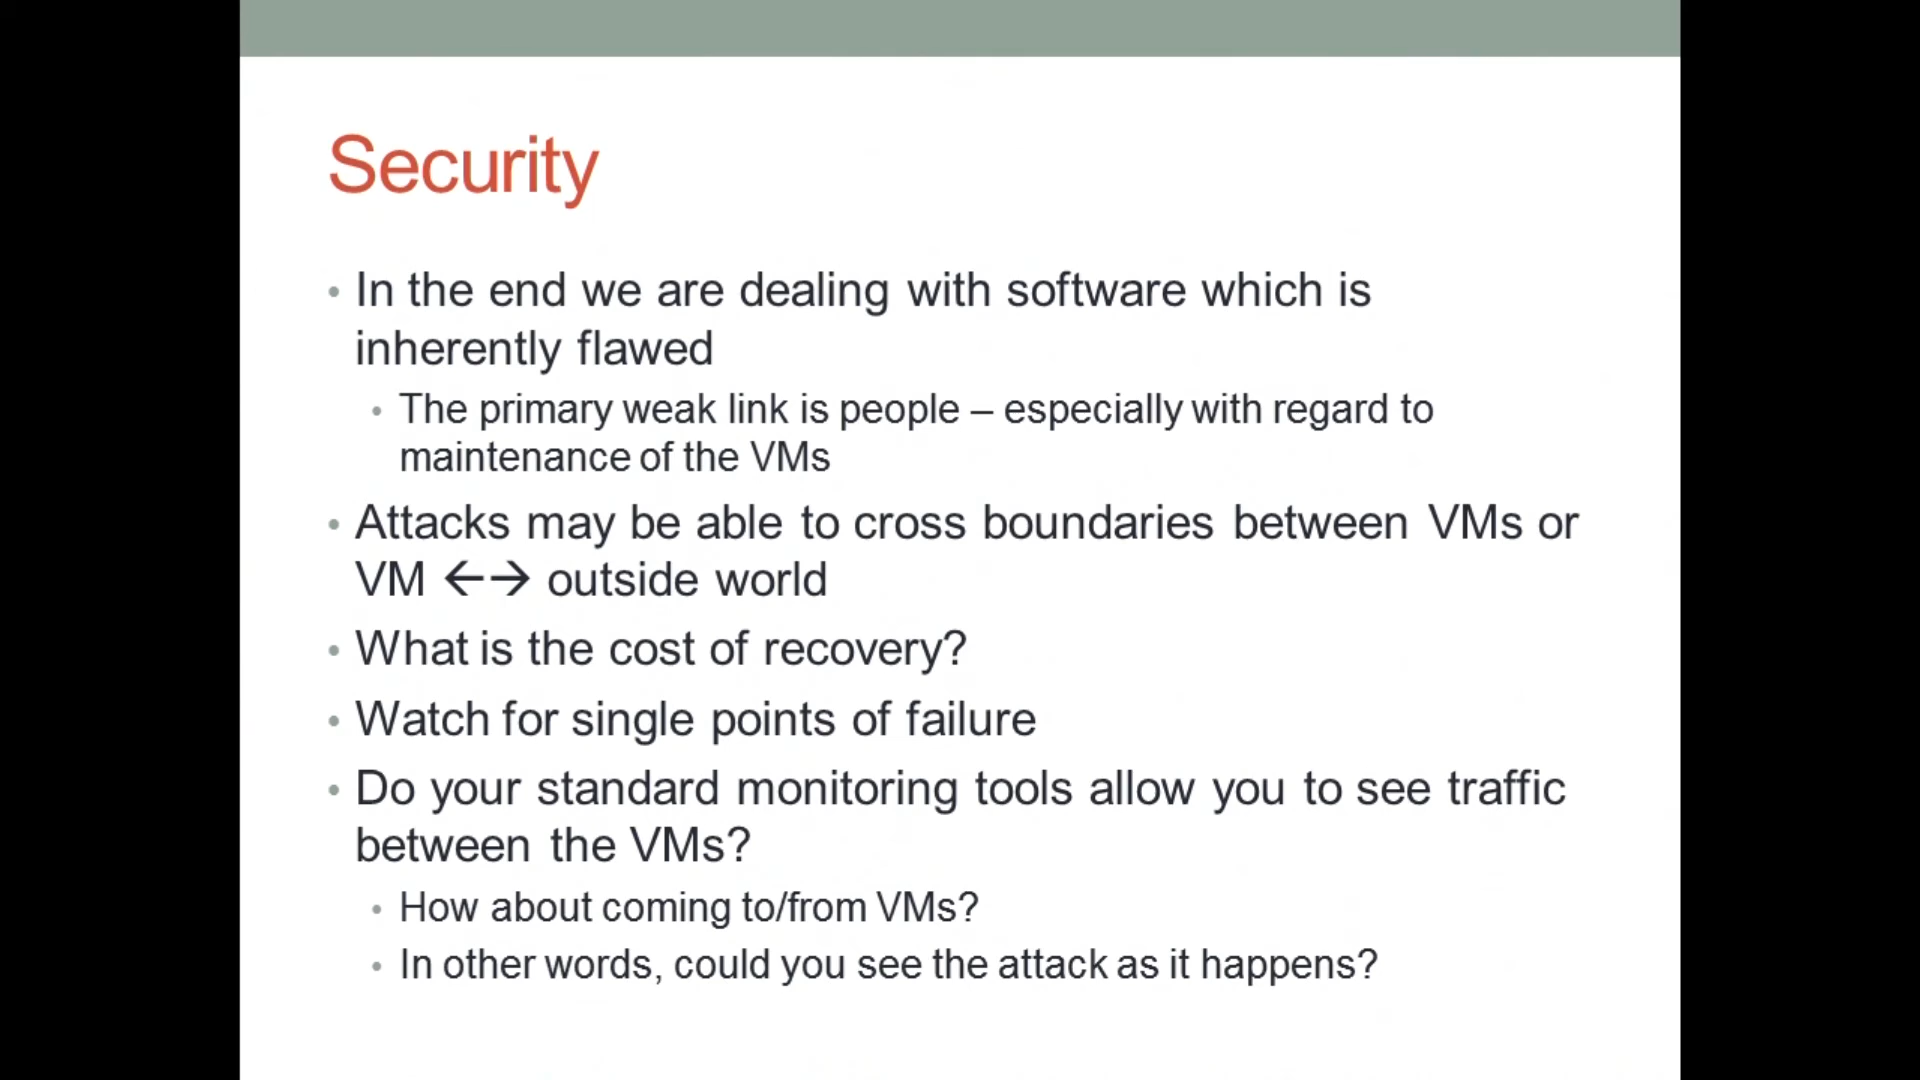 Security
• In the end we are dealing with software which is
inherently flawed
• The primary weak link is people – especially with regard to
maintenance of the VMs
• Attacks may be able to cross boundaries between VMs or
VM ←→ outside world
• What is the cost of recovery?
• Watch for single points of failure
• Do your standard monitoring tools allow you to see traffic
between the VMs?
• How about coming to/from VMs?
• In other words, could you see the attack as it happens?